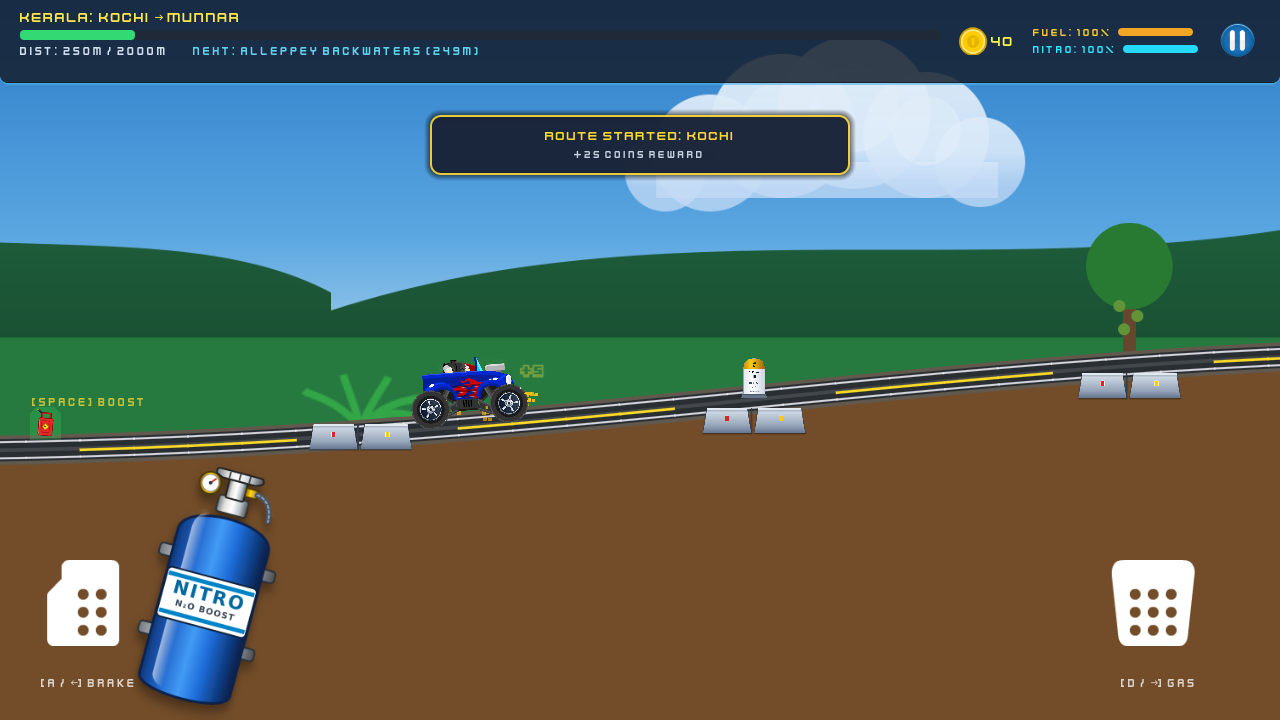 KERALA: KOCHI → MUNNAR
DIST: 250M / 2000M
NEXT: ALLEPPEY BACKWATERS (249M)
40
FUEL: 100%
NITRO: 100%
ROUTE STARTED: KOCHI
+25 COINS REWARD
+5
[SPACE] BOOST
NITRO
N₂O BOOST
[A / ←] BRAKE
[D / →] GAS